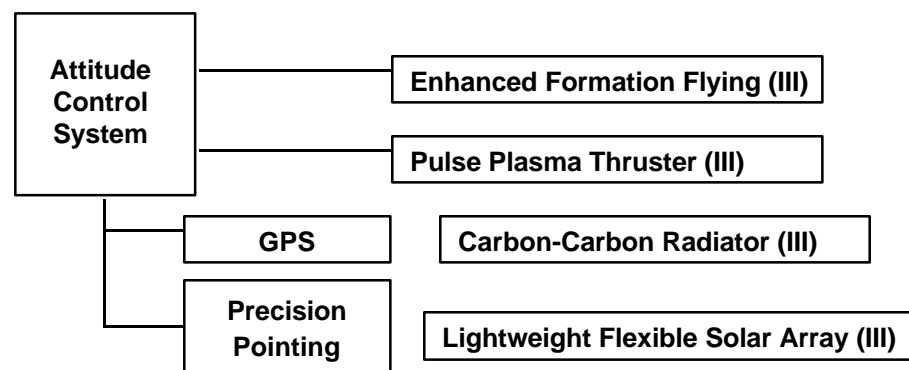 Attitude
Control
System
Enhanced Formation Flying (III)
Pulse Plasma Thruster (III)
GPS
Carbon-Carbon Radiator (III)
Precision
Pointing
Lightweight Flexible Solar Array (III)